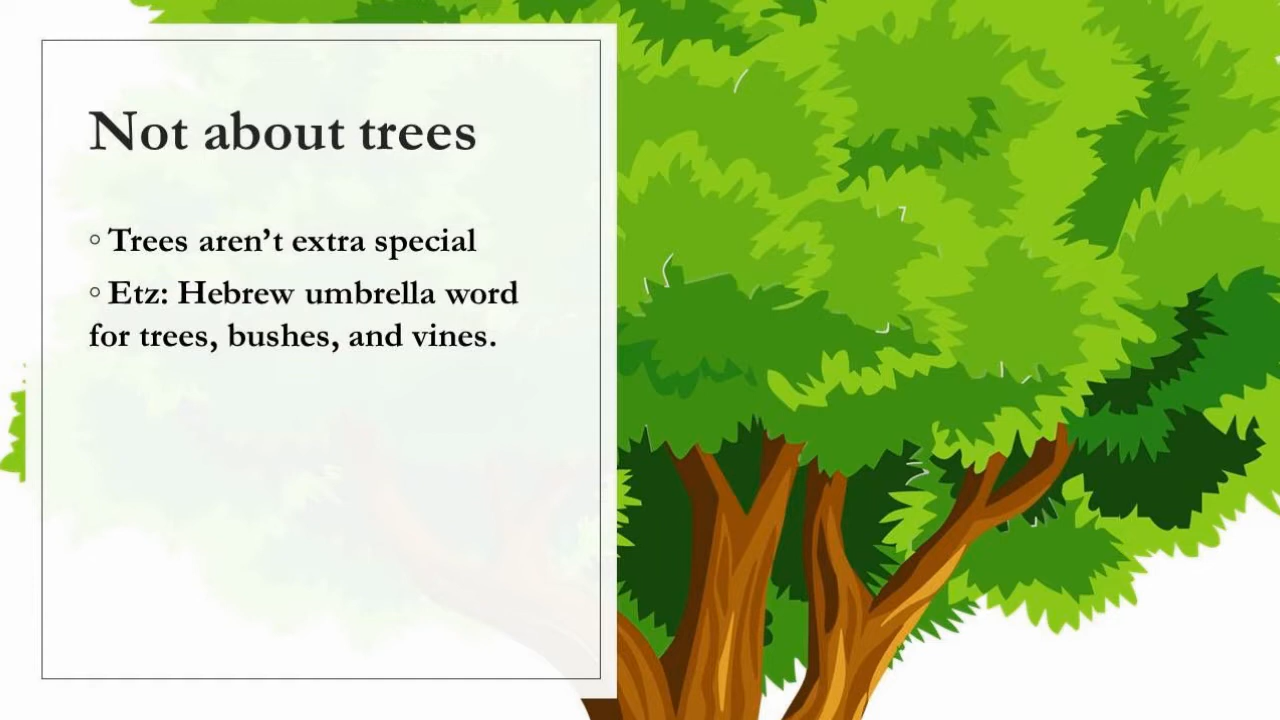 Not about trees
◦ Trees aren’t extra special
◦ Etz: Hebrew umbrella word
for trees, bushes, and vines.